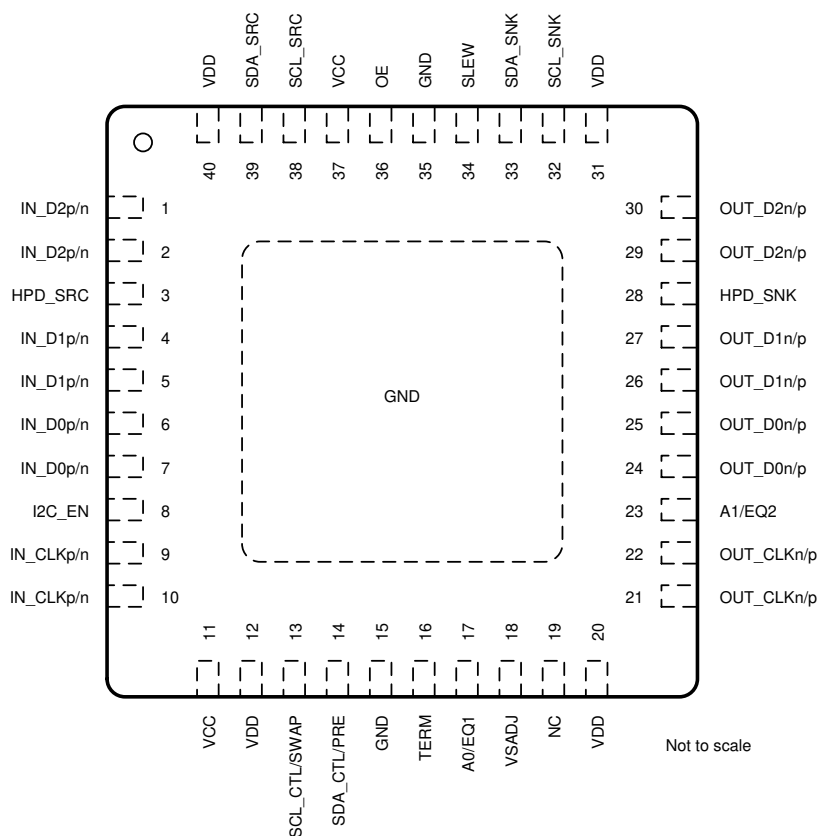 VDD
SDA_SRC
SCL_SRC
VCC
OE
GND
SLEW
SDA_SNK
SCL_SNK
VDD
40
39
38
37
36
35
34
33
32
31
IN_D2p/n 1
IN_D2p/n 2
HPD_SRC 3
IN_D1p/n 4
IN_D1p/n 5
IN_D0p/n 6
IN_D0p/n 7
I2C_EN 8
IN_CLKp/n 9
IN_CLKp/n 10
GND
30 OUT_D2n/p
29 OUT_D2n/p
28 HPD_SNK
27 OUT_D1n/p
26 OUT_D1n/p
25 OUT_D0n/p
24 OUT_D0n/p
23 A1/EQ2
22 OUT_CLKn/p
21 OUT_CLKn/p
11
12
13
14
15
16
17
18
19
20
VCC
VDD
SCL_CTL/SWAP
SDA_CTL/PRE
GND
TERM
A0/EQ1
VSADJ
NC
VDD
Not to scale